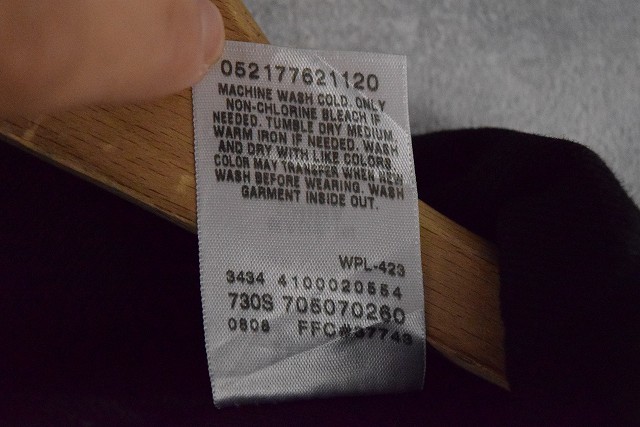 052177621120
MACHINE WASH COLD. ONLY
NON-CHLORINE BLEACH IF
NEEDED. TUMBLE DRY MEDIUM.
WARM IRON IF NEEDED. WASH
AND DRY WITH LIKE COLORS.
COLOR MAY TRANSFER WHEN NEW
WASH BEFORE WEARING. WASH
GARMENT INSIDE OUT.
WPL-423
3434 4100020554
730S 705070260
0808 FFC#37743